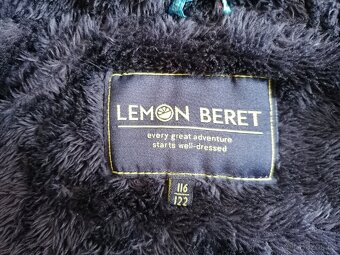 LEMON BERET
every great adventure
starts well-dressed
116
122